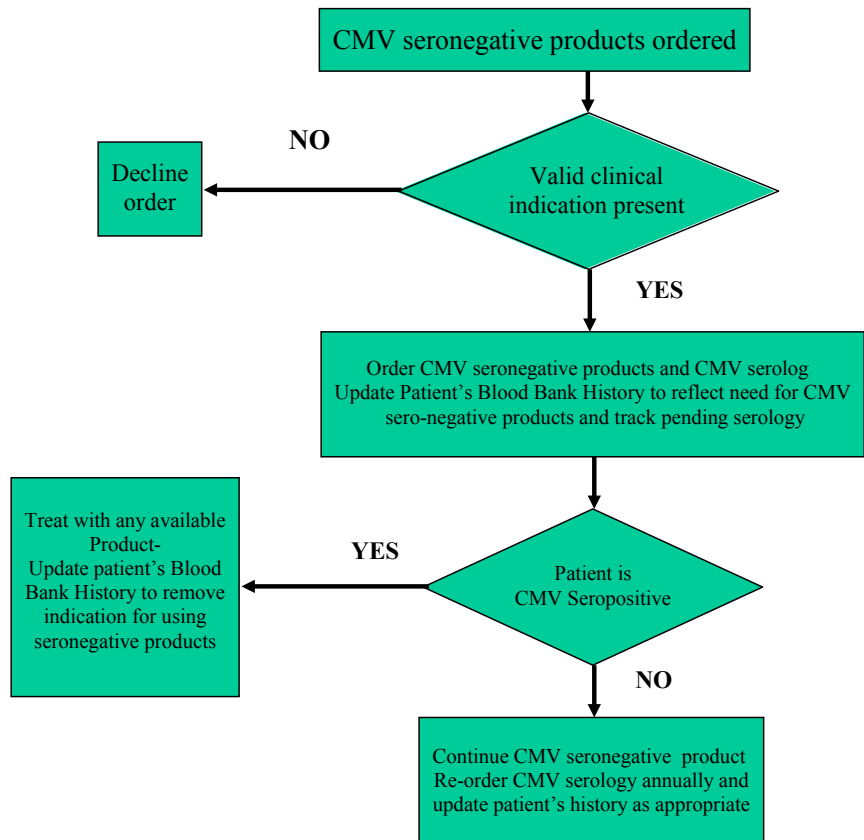 CMV seronegative products ordered
NO
Decline
order
Valid clinical
indication present
YES
Order CMV seronegative products and CMV serolog
Update Patient's Blood Bank History to reflect need for CMV
sero-negative products and track pending serology
Treat with any available
Product-
Update patient's Blood
Bank History to remove
indication for using
seronegative products
YES
Patient is
CMV Seropositive
NO
Continue CMV seronegative product
Re-order CMV serology annually and
update patient's history as appropriate